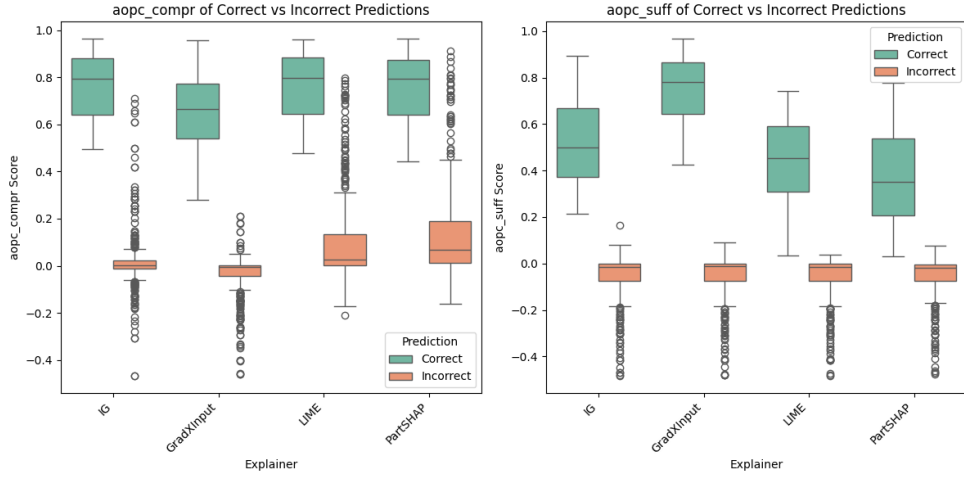 aopc_compr of Correct vs Incorrect Predictions
1.0
0.8
0.6
0.4
0.2
0.0
−0.2
−0.4
aopc_compr Score
Prediction
Correct
Incorrect
IG
GradXInput
LIME
PartSHAP
Explainer
aopc_suff of Correct vs Incorrect Predictions
1.0
0.8
0.6
0.4
0.2
0.0
−0.2
−0.4
aopc_suff Score
Prediction
Correct
Incorrect
IG
GradXInput
LIME
PartSHAP
Explainer